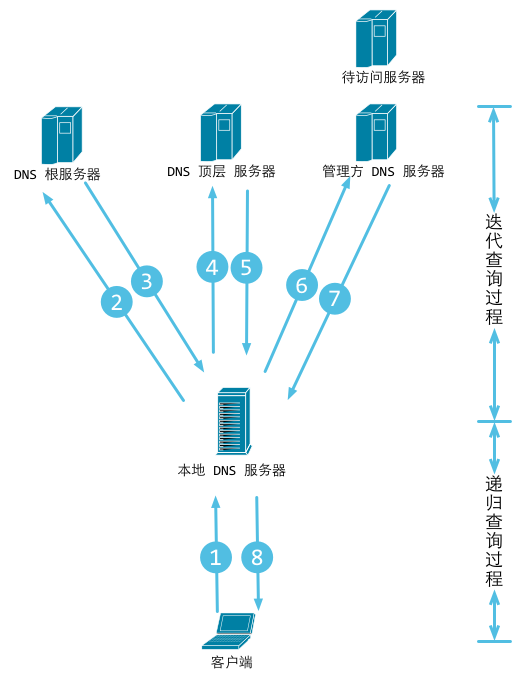 待访问服务器
DNS 根服务器
DNS 顶层 服务器
管理方 DNS 服务器
迭代查询过程
2
3
4
5
6
7
本地 DNS 服务器
递归查询过程
1
8
客户端